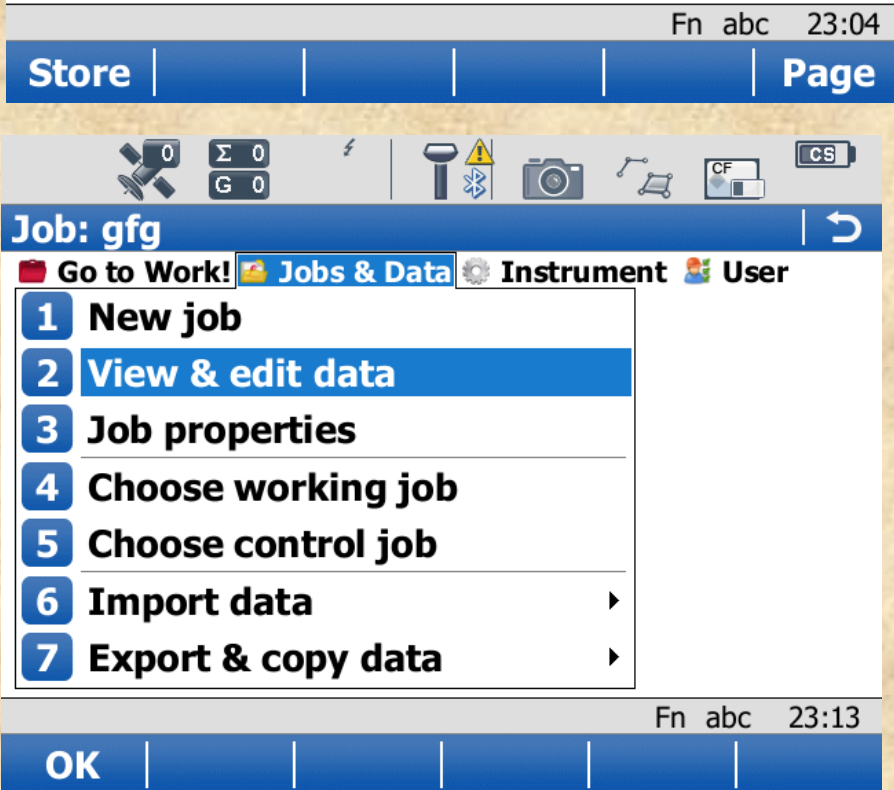 Fn abc 23:04
Store Page
0 Σ 0 CF CS
G 0
Job: gfg
Go to Work! Jobs & Data Instrument User
1 New job
2 View & edit data
3 Job properties
4 Choose working job
5 Choose control job
6 Import data
7 Export & copy data
Fn abc 23:13
OK